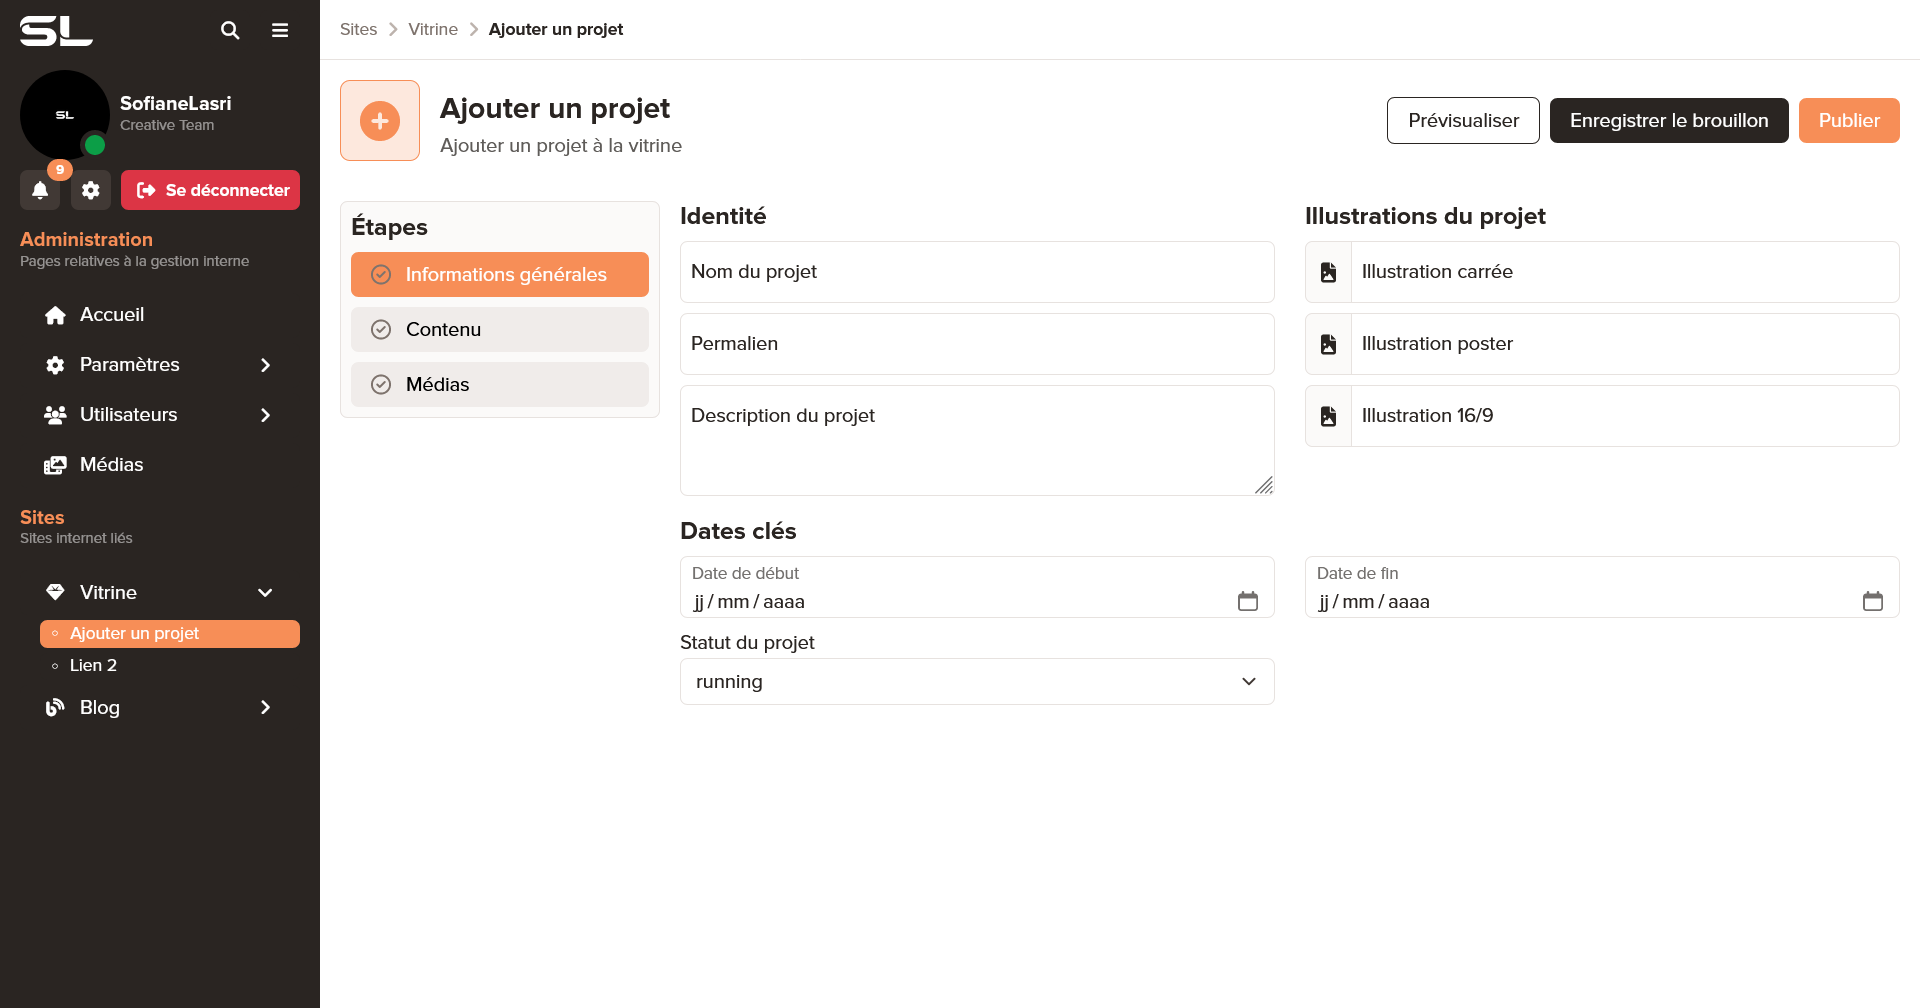 SL
SL
SofianeLasri
Creative Team
9
Se déconnecter
Administration
Pages relatives à la gestion interne
Accueil
Paramètres
Utilisateurs
Médias
Sites
Sites internet liés
Vitrine
Ajouter un projet
Lien 2
Blog
Sites
Vitrine
Ajouter un projet
Ajouter un projet
Ajouter un projet à la vitrine
Prévisualiser
Enregistrer le brouillon
Publier
Étapes
Informations générales
Contenu
Médias
Identité
Nom du projet
Permalien
Description du projet
Illustrations du projet
Illustration carrée
Illustration poster
Illustration 16/9
Dates clés
Date de début
jj / mm / aaaa
Date de fin
jj / mm / aaaa
Statut du projet
running